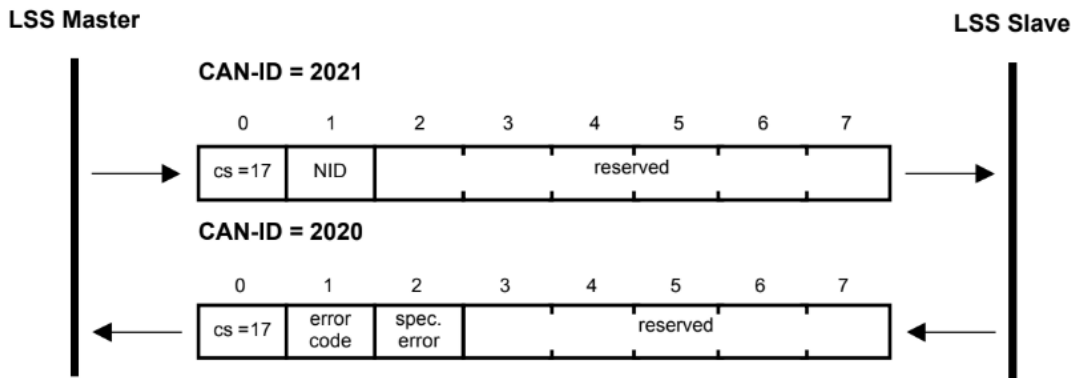 LSS Master
LSS Slave
CAN-ID = 2021
0 1 2 3 4 5 6 7
cs =17 NID reserved
CAN-ID = 2020
0 1 2 3 4 5 6 7
cs =17 error code spec. error reserved